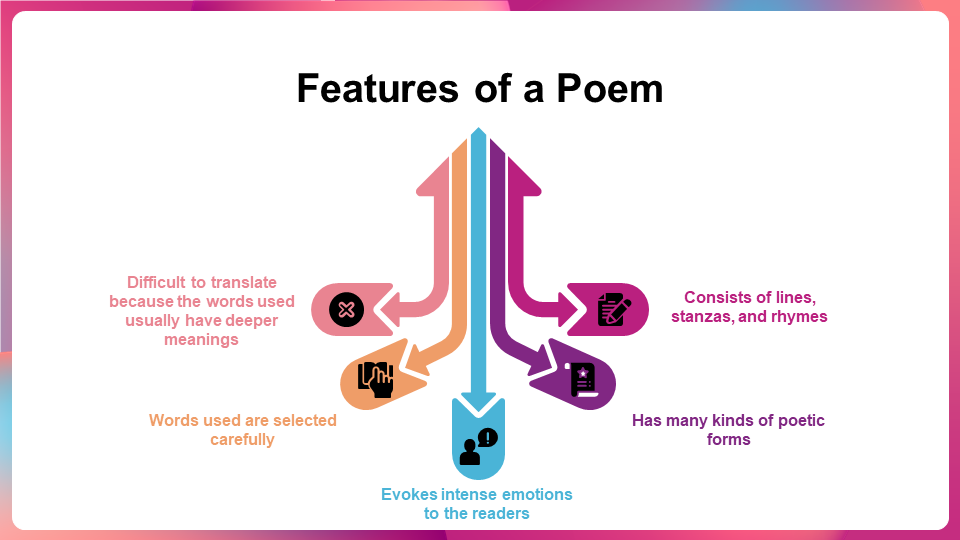 Features of a Poem
Difficult to translate
because the words used
usually have deeper
meanings
Consists of lines,
stanzas, and rhymes
Words used are selected
carefully
Has many kinds of poetic
forms
Evokes intense emotions
to the readers